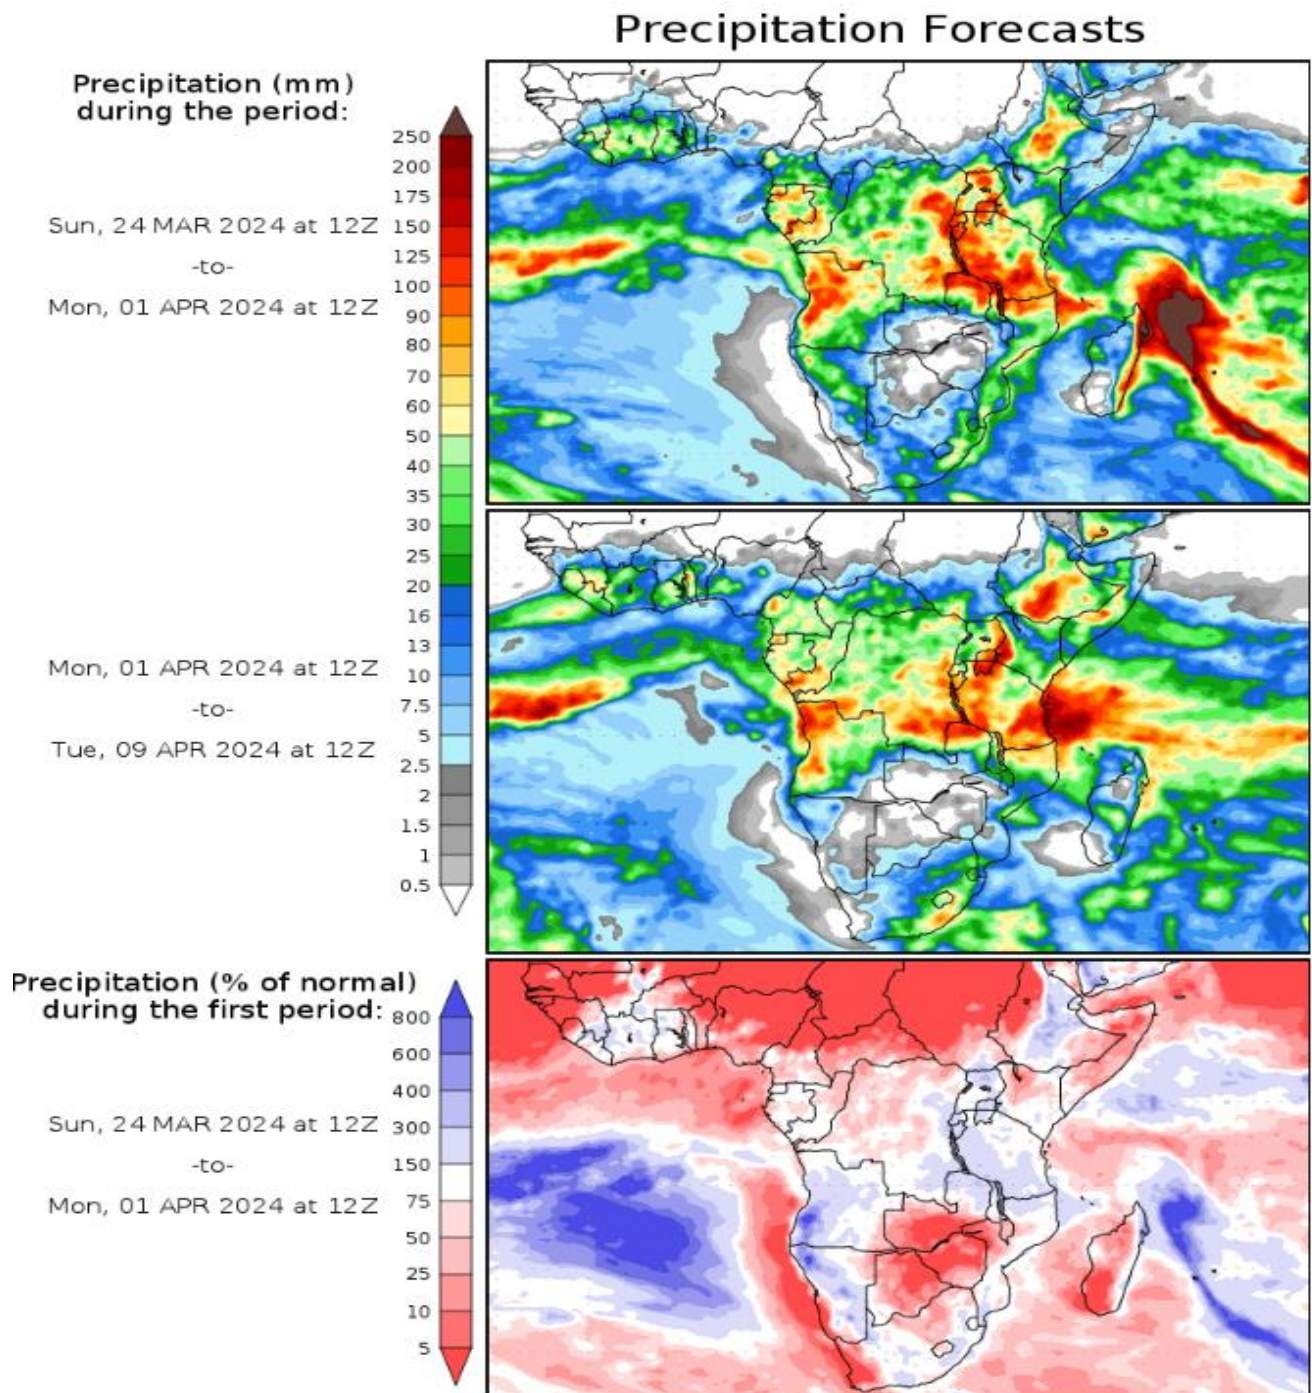 Precipitation Forecasts
Precipitation (mm)
during the period:
250
200
175
150
125
100
90
80
70
60
50
40
35
30
25
20
16
13
10
7.5
5
2.5
2
1.5
1
0.5
Sun, 24 MAR 2024 at 12Z
-to-
Mon, 01 APR 2024 at 12Z
Mon, 01 APR 2024 at 12Z
-to-
Tue, 09 APR 2024 at 12Z
Precipitation (% of normal)
during the first period:
800
600
400
300
150
75
50
25
10
5
Sun, 24 MAR 2024 at 12Z
-to-
Mon, 01 APR 2024 at 12Z